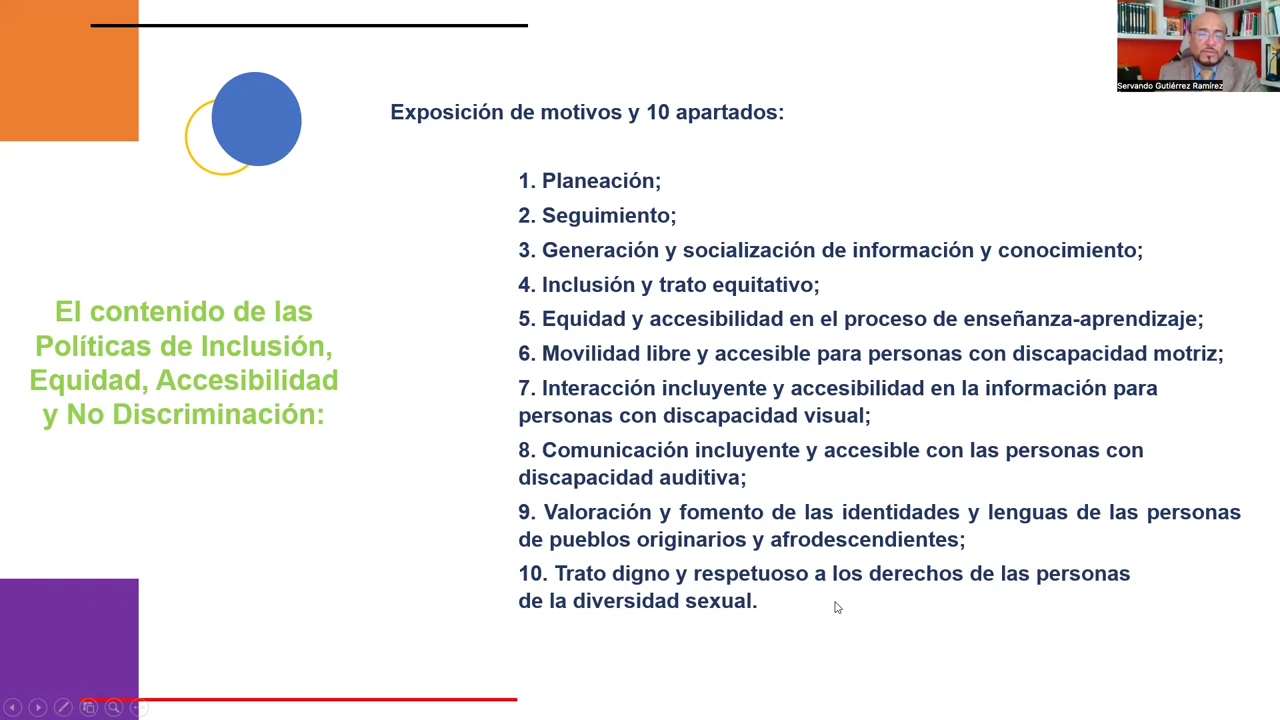 Servando Gutiérrez Ramírez
Exposición de motivos y 10 apartados:
1. Planeación;
2. Seguimiento;
3. Generación y socialización de información y conocimiento;
4. Inclusión y trato equitativo;
5. Equidad y accesibilidad en el proceso de enseñanza-aprendizaje;
6. Movilidad libre y accesible para personas con discapacidad motriz;
7. Interacción incluyente y accesibilidad en la información para
personas con discapacidad visual;
8. Comunicación incluyente y accesible con las personas con
discapacidad auditiva;
9. Valoración y fomento de las identidades y lenguas de las personas
de pueblos originarios y afrodescendientes;
10. Trato digno y respetuoso a los derechos de las personas
de la diversidad sexual.
El contenido de las
Políticas de Inclusión,
Equidad, Accesibilidad
y No Discriminación: